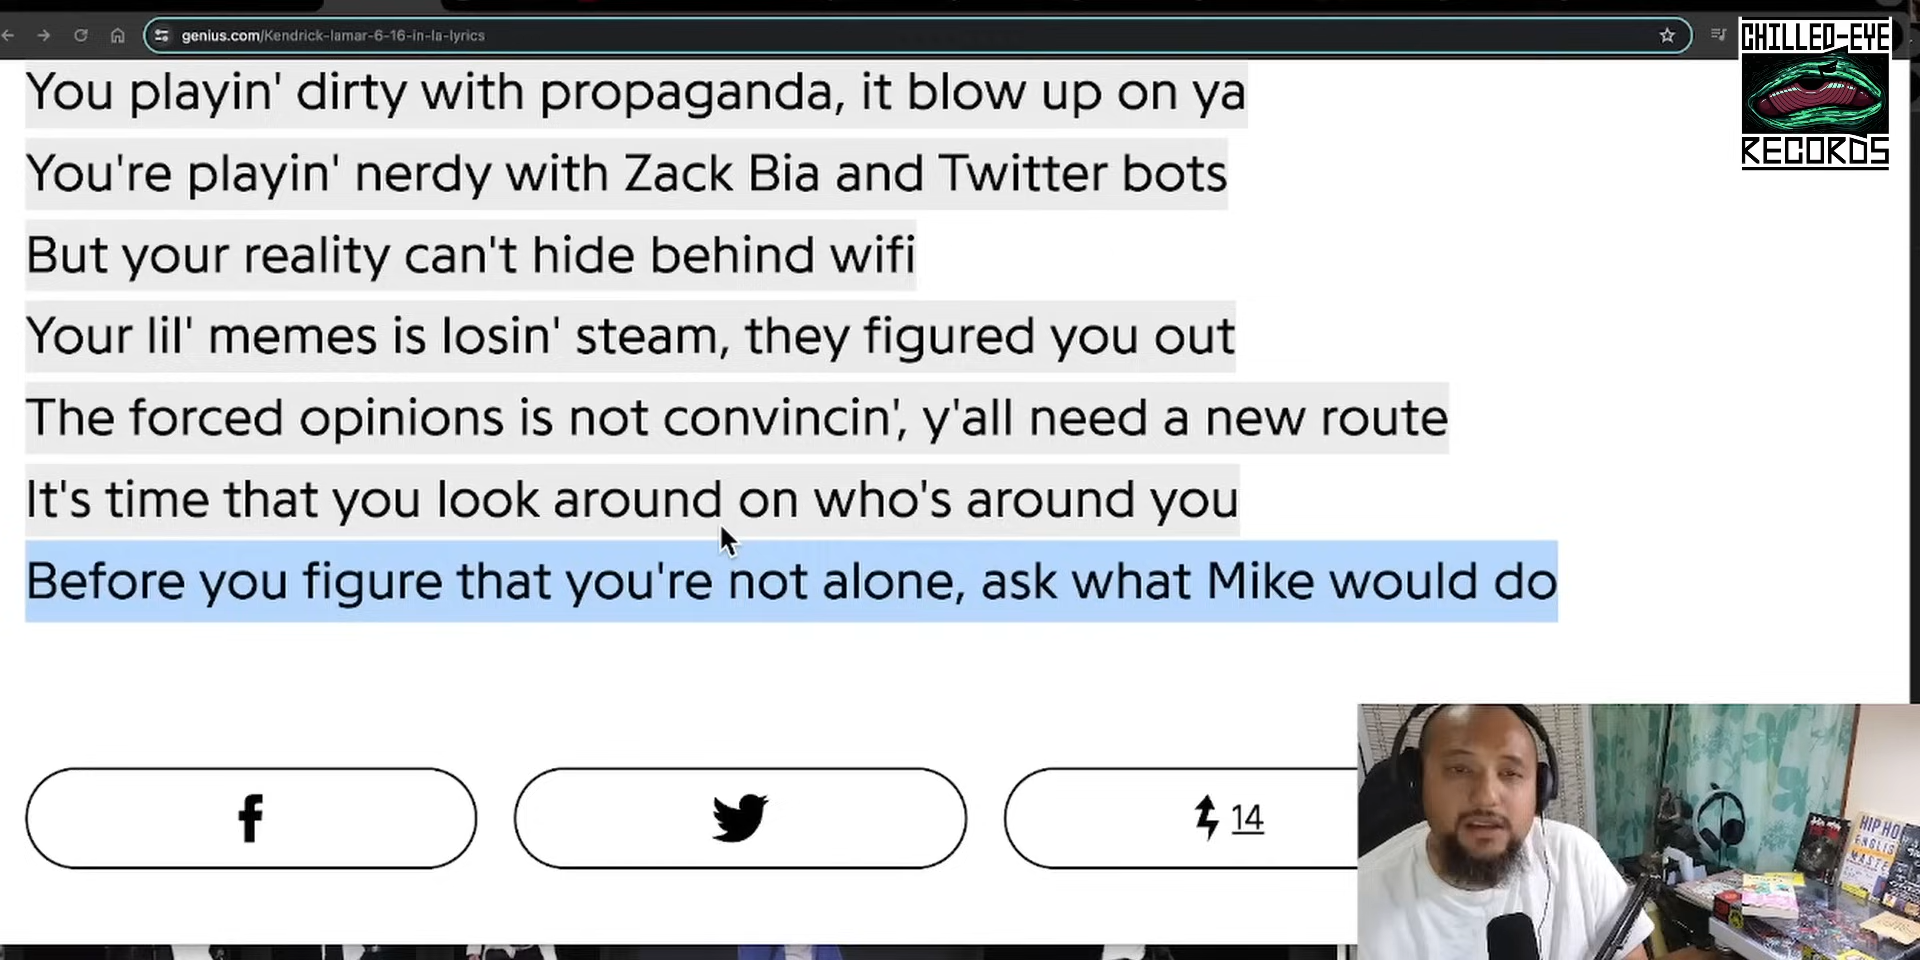 genius.com/Kendrick-lamar-6-16-in-la-lyrics
CHILLED-EYE
RECORDS
You playin' dirty with propaganda, it blow up on ya
You're playin' nerdy with Zack Bia and Twitter bots
But your reality can't hide behind wifi
Your lil' memes is losin' steam, they figured you out
The forced opinions is not convincin', y'all need a new route
It's time that you look around on who's around you
Before you figure that you're not alone, ask what Mike would do
14